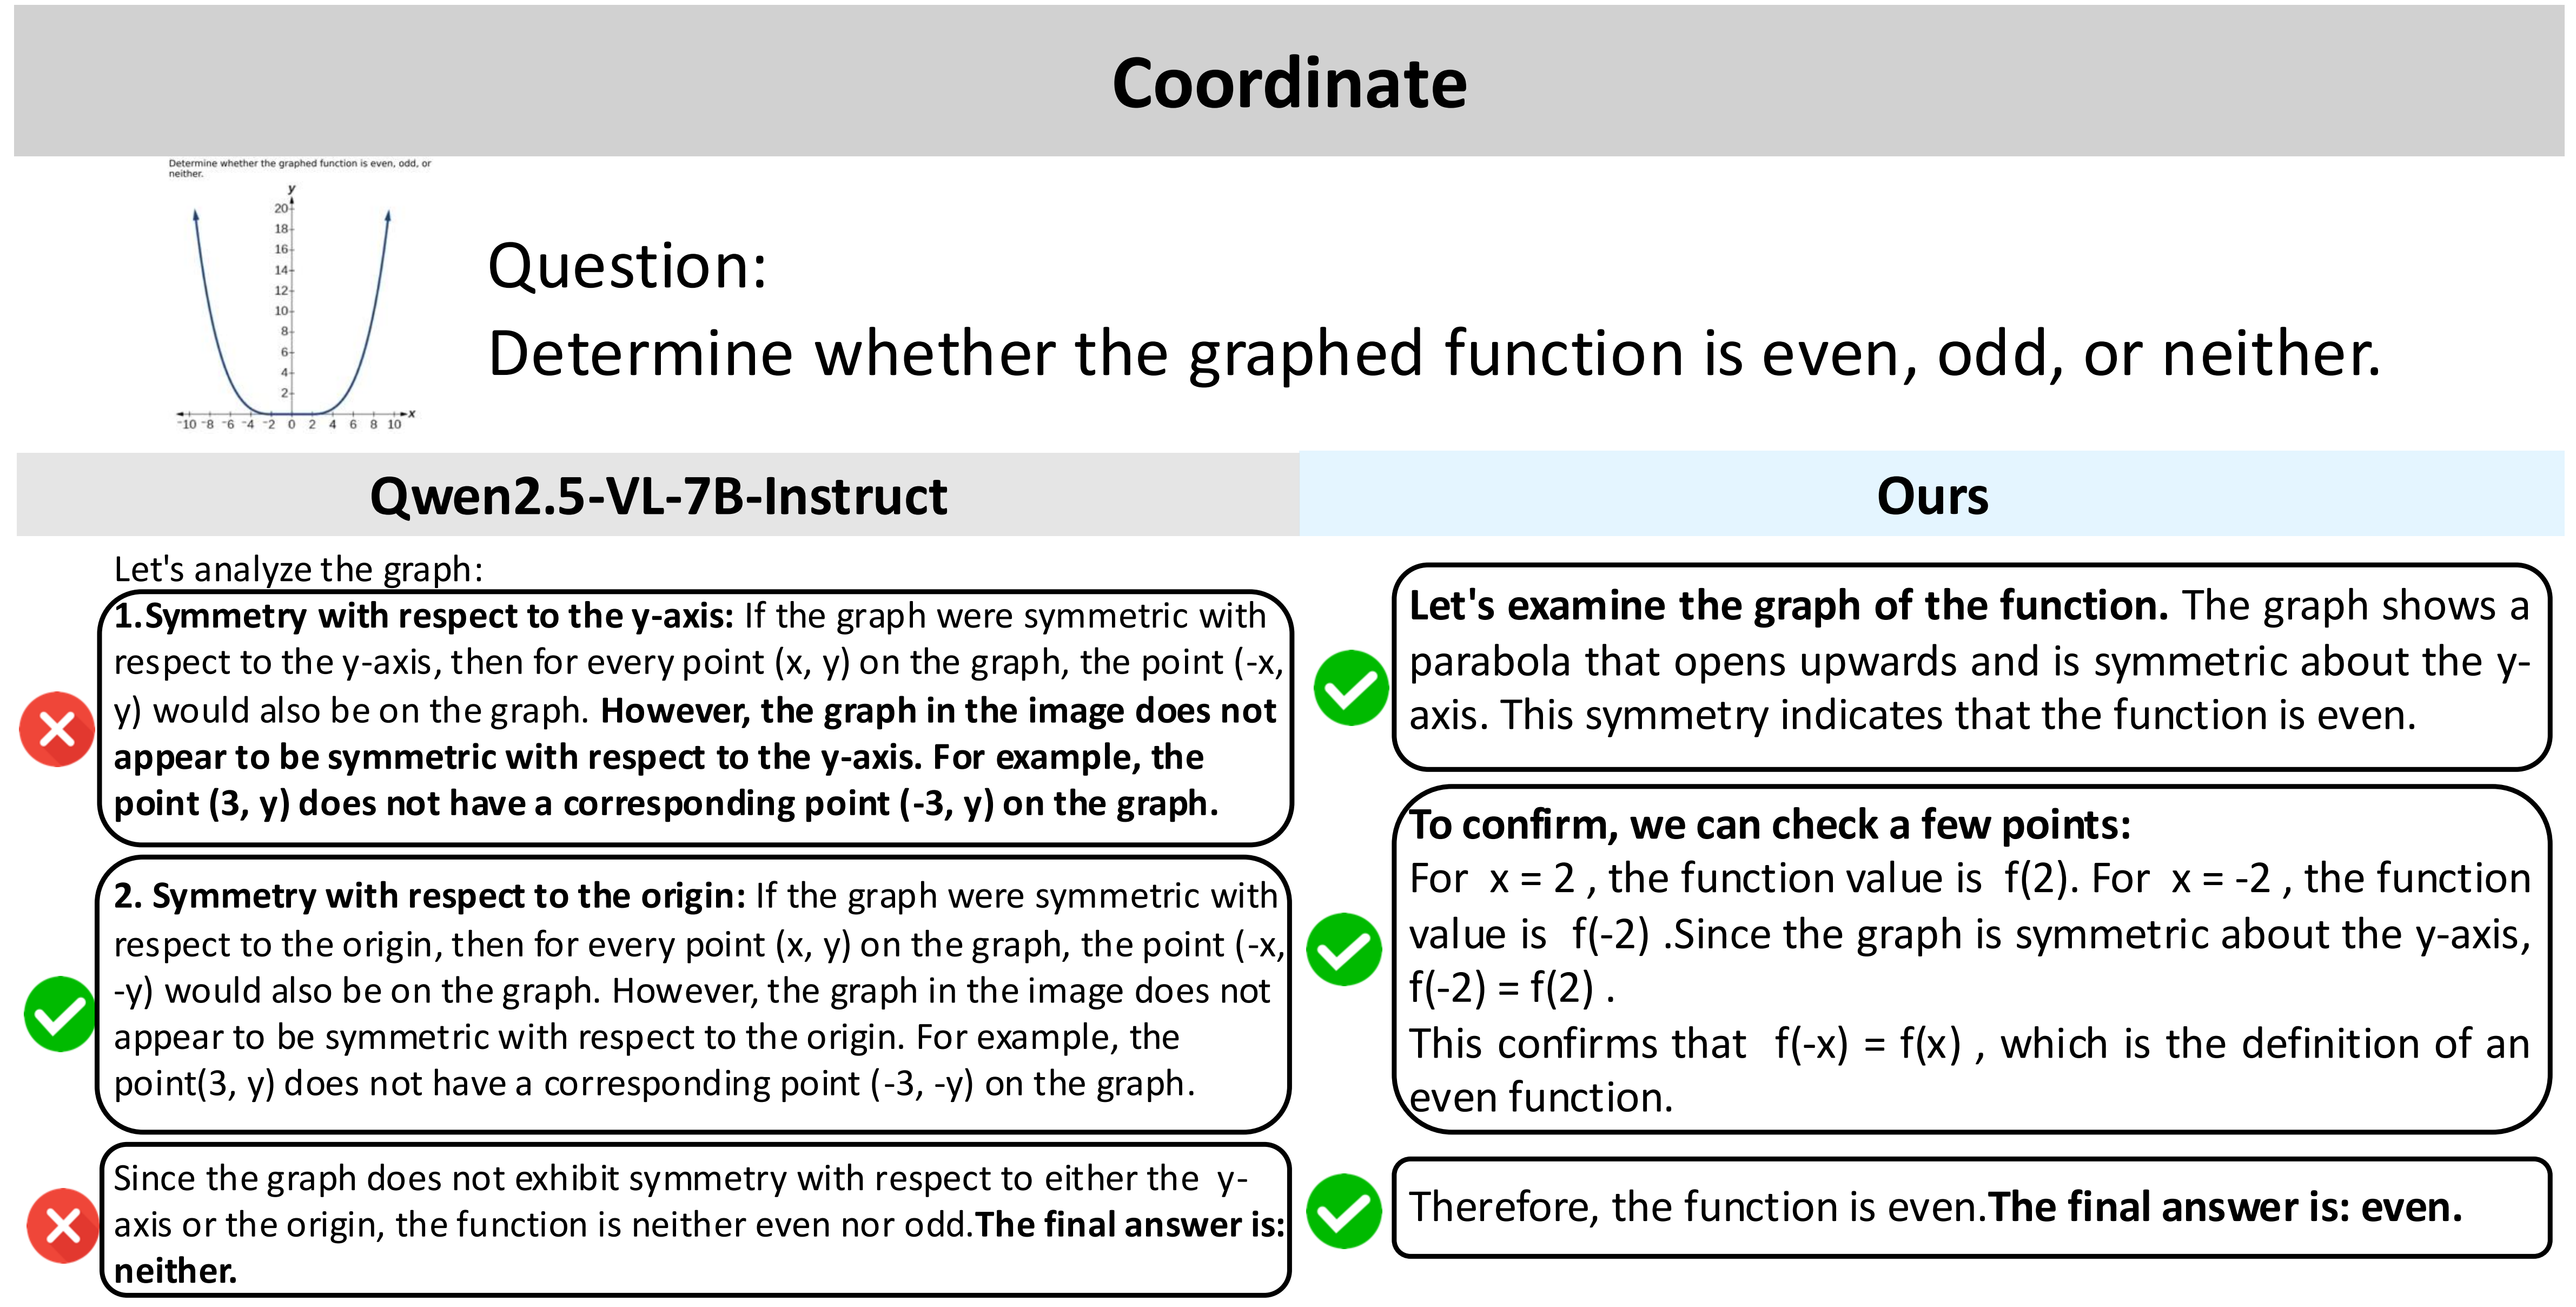 Coordinate
Determine whether the graphed function is even, odd, or
neither.
y
20
18
16
14
12
10
8
6
4
2
x
-10 -8 -6 -4 -2 0 2 4 6 8 10
Question:
Determine whether the graphed function is even, odd, or neither.
Qwen2.5-VL-7B-Instruct
Let's analyze the graph:
1.Symmetry with respect to the y-axis: If the graph were symmetric with
respect to the y-axis, then for every point (x, y) on the graph, the point (-x,
y) would also be on the graph. However, the graph in the image does not
appear to be symmetric with respect to the y-axis. For example, the
point (3, y) does not have a corresponding point (-3, y) on the graph.
2. Symmetry with respect to the origin: If the graph were symmetric with
respect to the origin, then for every point (x, y) on the graph, the point (-x,
-y) would also be on the graph. However, the graph in the image does not
appear to be symmetric with respect to the origin. For example, the
point(3, y) does not have a corresponding point (-3, -y) on the graph.
Since the graph does not exhibit symmetry with respect to either the y-
axis or the origin, the function is neither even nor odd.The final answer is:
neither.
Ours
Let's examine the graph of the function. The graph shows a
parabola that opens upwards and is symmetric about the y-
axis. This symmetry indicates that the function is even.
To confirm, we can check a few points:
For x = 2 , the function value is f(2). For x = -2 , the function
value is f(-2) .Since the graph is symmetric about the y-axis,
f(-2) = f(2) .
This confirms that f(-x) = f(x) , which is the definition of an
even function.
Therefore, the function is even.The final answer is: even.